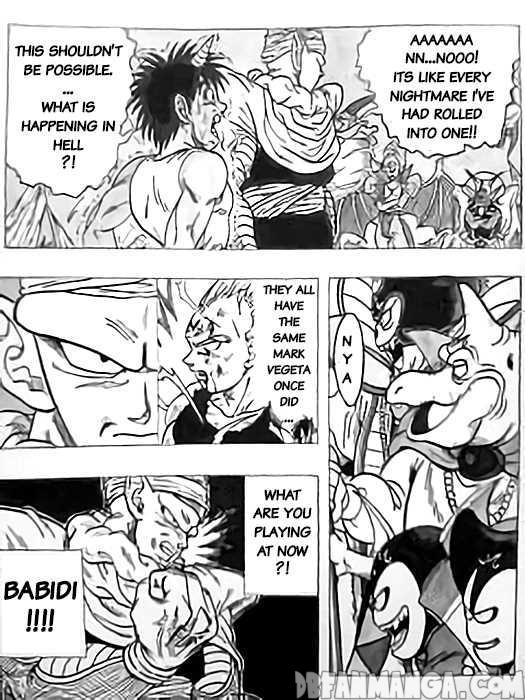 THIS SHOULDN'T
BE POSSIBLE.
...
WHAT IS
HAPPENING IN
HELL
?!
AAAAAAA
NN...NOOO!
ITS LIKE EVERY
NIGHTMARE I'VE
HAD ROLLED
INTO ONE!!
THEY ALL
HAVE
THE
SAME
MARK
VEGETA
ONCE
DID
...
NYA
WHAT
ARE YOU
PLAYING
AT NOW
?!
BABIDI
!!!!
DREAMMANGA.COM